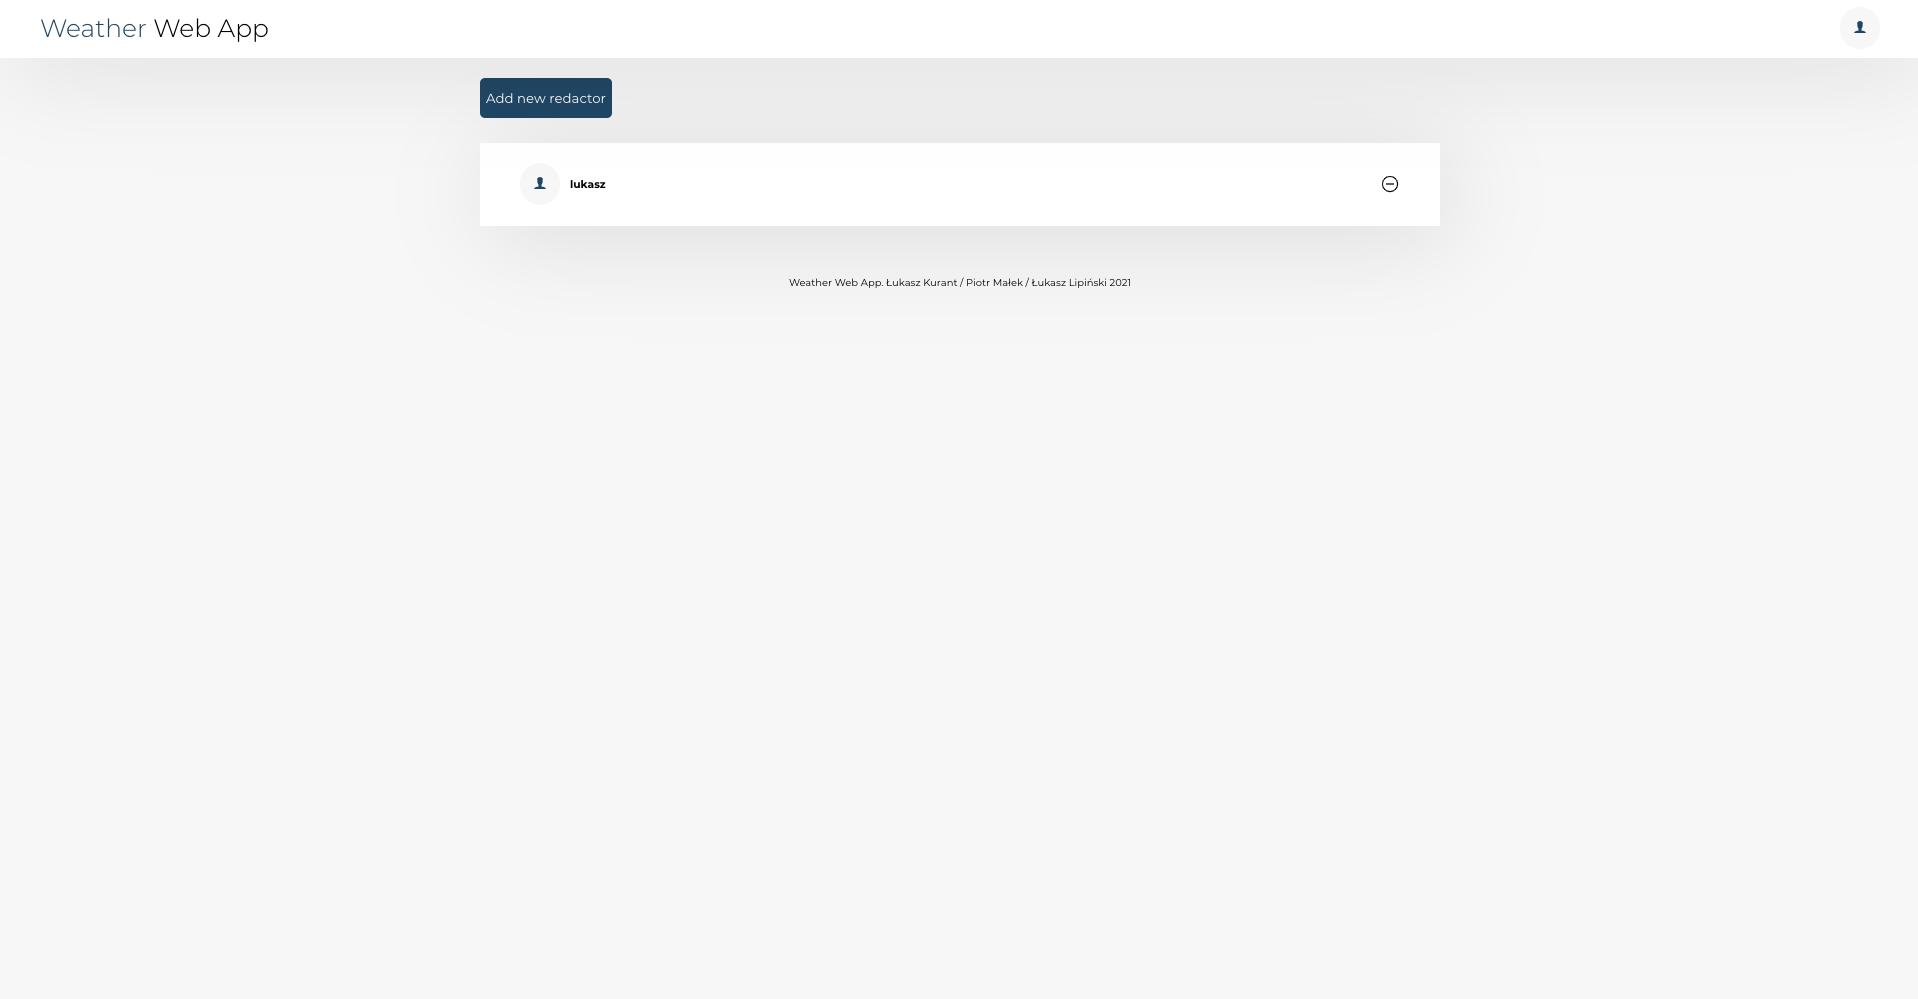 Weather Web App
Add new redactor
lukasz
Weather Web App. Łukasz Kurant / Piotr Małek / Łukasz Lipiński 2021